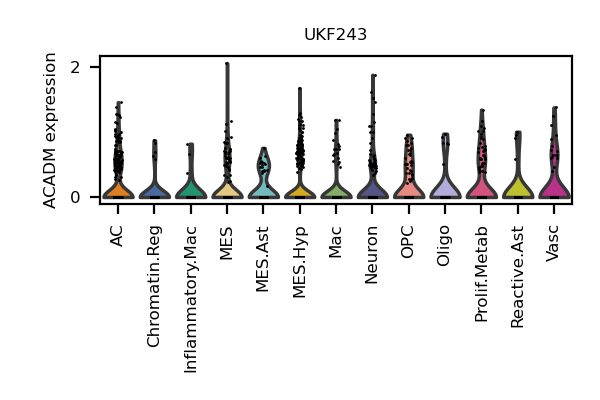 UKF243
ACADM expression
2
0
AC
Chromatin.Reg
Inflammatory.Mac
MES
MES.Ast
MES.Hyp
Mac
Neuron
OPC
Oligo
Prolif.Metab
Reactive.Ast
Vasc